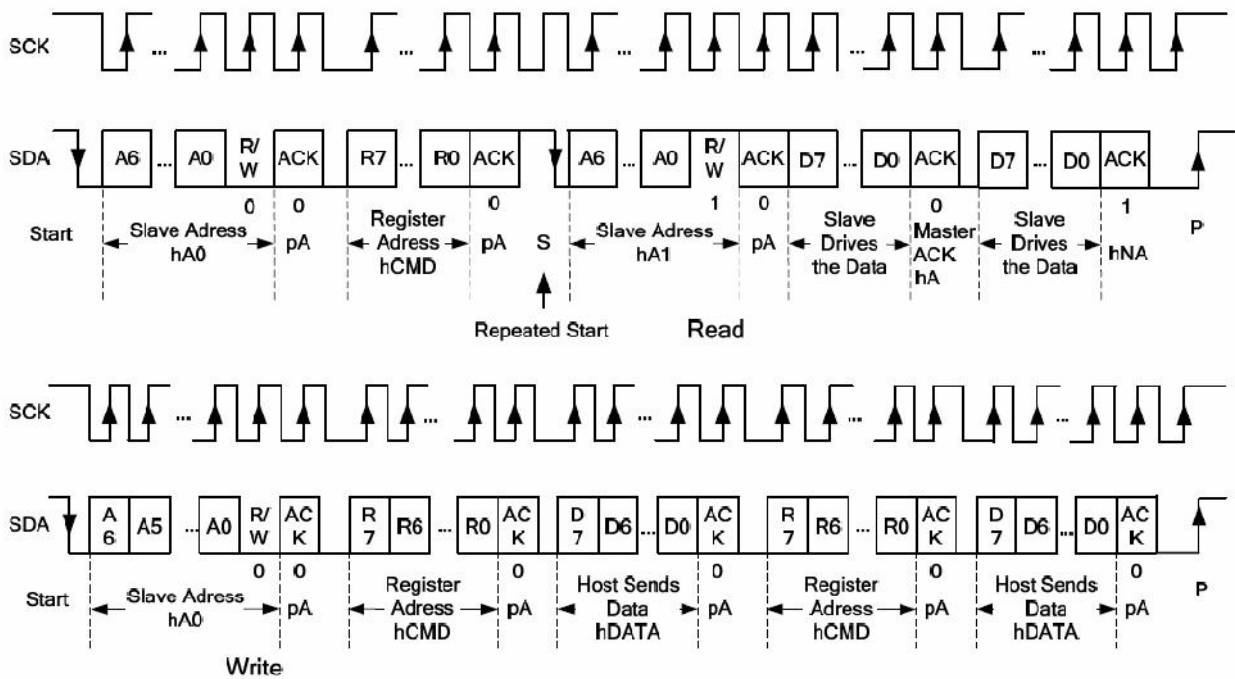 SCK ... ... ... ... ...
SDA A6 ... A0 R/ W ACK R7 ... R0 ACK A6 ... A0 R/ W ACK D7 ... D0 ACK D7 ... D0 ACK
0 0 0 1 0 0 1
Start Slave Adress hA0 pA Register Adress hCMD pA S Slave Adress hA1 pA Slave Drives the Data Master ACK hA Slave Drives the Data hNA P
Repeated Start Read
SCK ... ... ... ... ...
SDA A 6 A5 ... A0 R/ W AC K R 7 R6 ... R0 AC K D 7 D6 ... D0 AC K R 7 R6 ... R0 AC K D 7 D6 ... D0 AC K
0 0 0 0 0 0
Start Slave Adress hA0 pA Register Adress hCMD pA Host Sends Data hDATA pA Register Adress hCMD pA Host Sends Data hDATA pA P
Write